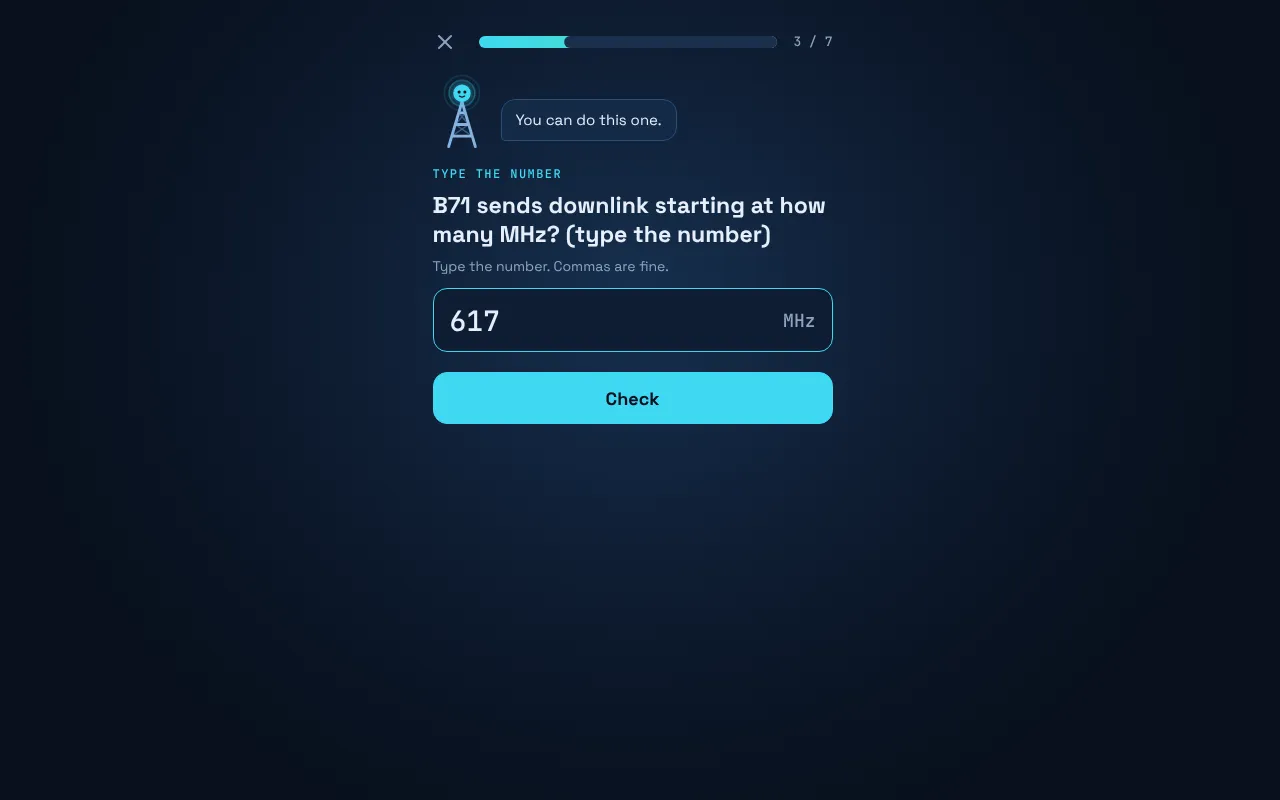 3 / 7
You can do this one.
TYPE THE NUMBER
B71 sends downlink starting at how
many MHz? (type the number)
Type the number. Commas are fine.
617 MHz
Check